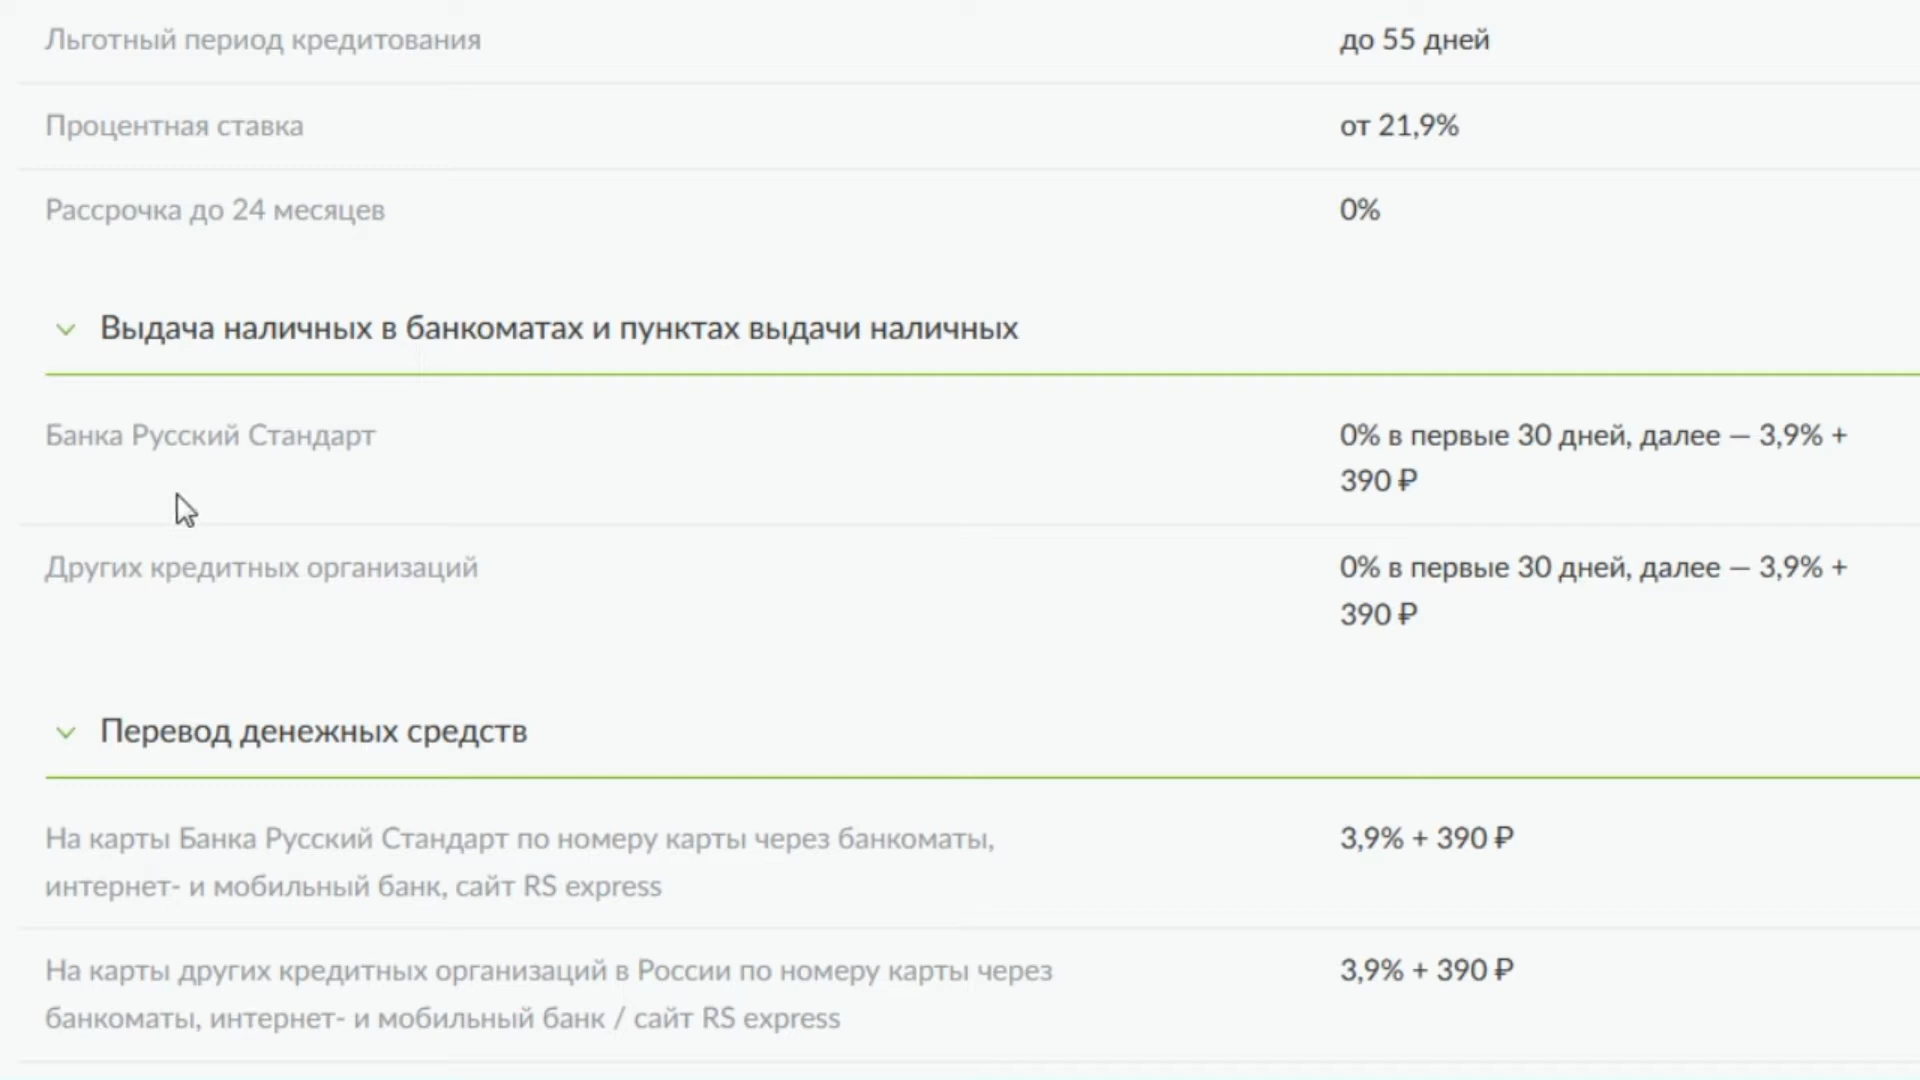 Льготный период кредитования
до 55 дней
Процентная ставка
от 21,9%
Рассрочка до 24 месяцев
0%
Выдача наличных в банкоматах и пунктах выдачи наличных
Банка Русский Стандарт
0% в первые 30 дней, далее — 3,9% +
390 ₽
Других кредитных организаций
0% в первые 30 дней, далее — 3,9% +
390 ₽
Перевод денежных средств
На карты Банка Русский Стандарт по номеру карты через банкоматы,
интернет- и мобильный банк, сайт RS express
3,9% + 390 ₽
На карты других кредитных организаций в России по номеру карты через
банкоматы, интернет- и мобильный банк / сайт RS express
3,9% + 390 ₽